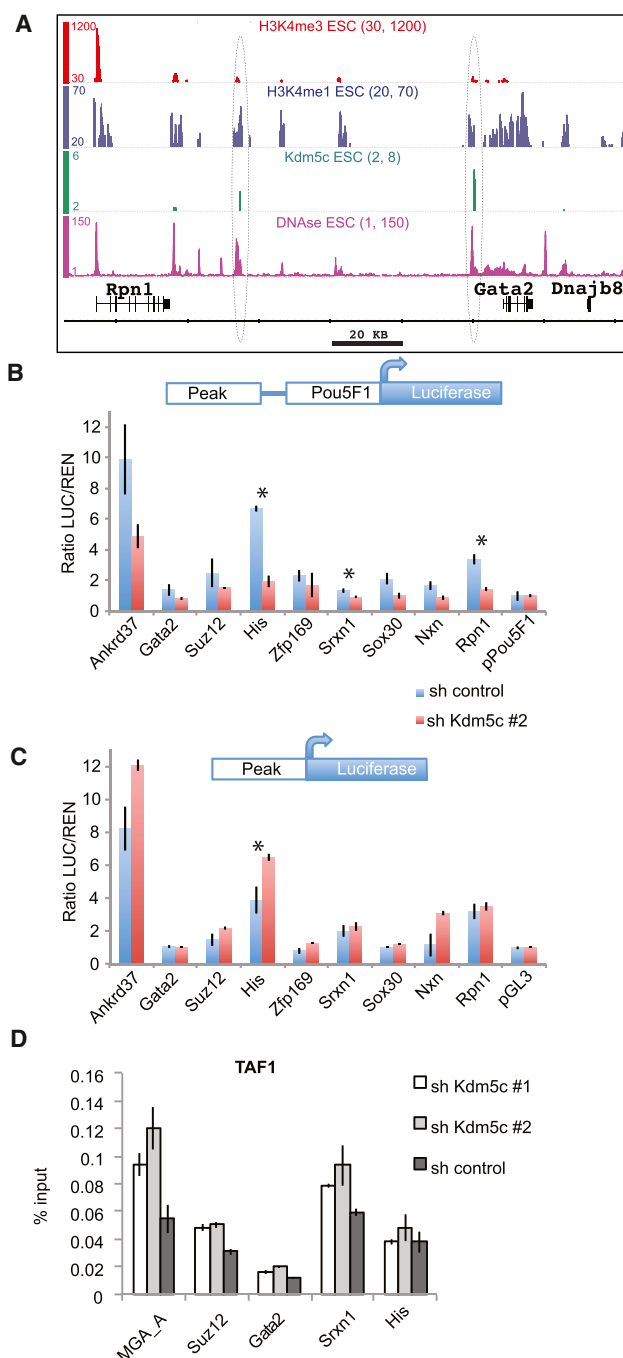 A
H3K4me3 ESC (30, 1200)
1200
30
H3K4me1 ESC (20, 70)
70
20
Kdm5c ESC (2, 8)
6
2
DNAse ESC (1, 150)
150
1
Rpn1 Gata2 Dnajb8
20 KB
B
Peak Pou5F1 Luciferase
Ratio LUC/REN
12
10
8
6
4
2
0
* * *
Ankrd37 Gata2 Suz12 His Zfp169 Srxn1 Sox30 Nxn Rpn1 pPou5F1
sh control
sh Kdm5c #2
C
Peak Luciferase
Ratio LUC/REN
12
10
8
6
4
2
0
*
Ankrd37 Gata2 Suz12 His Zfp169 Srxn1 Sox30 Nxn Rpn1 pGL3
D
TAF1
% input
0.16
0.14
0.12
0.1
0.08
0.06
0.04
0.02
0
sh Kdm5c #1
sh Kdm5c #2
sh control
MGA_A Suz12 Gata2 Srxn1 His